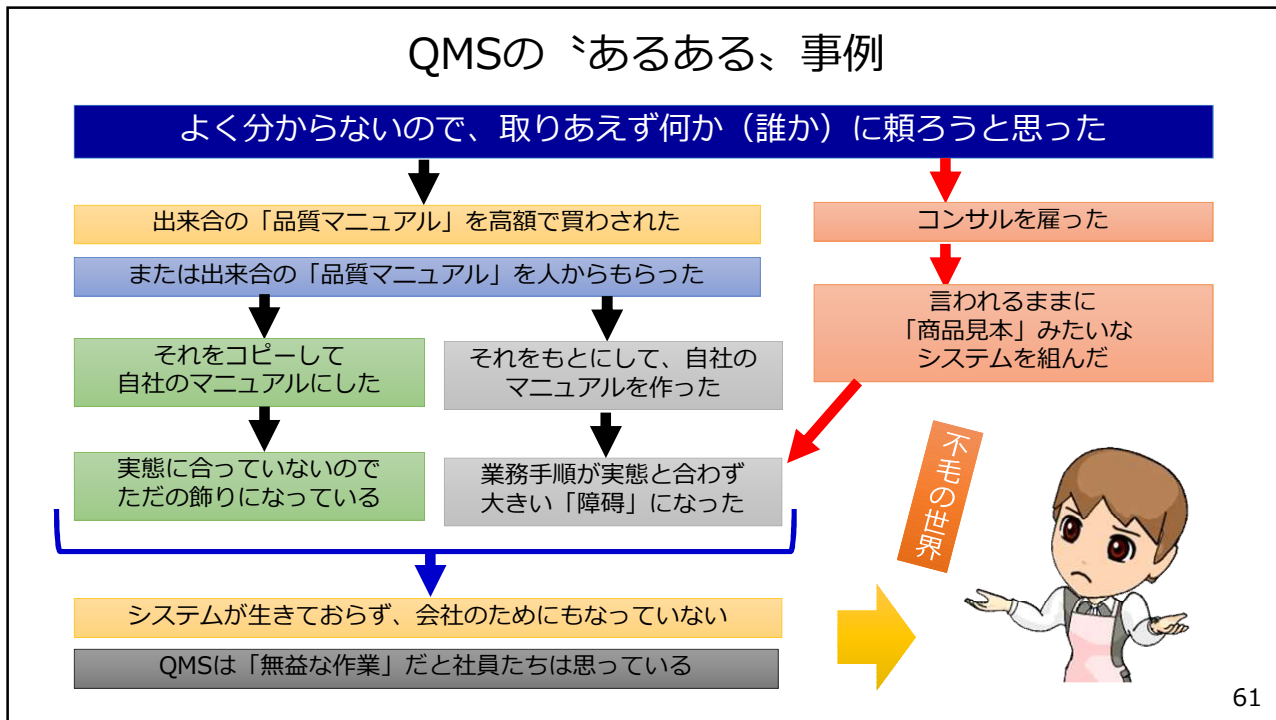 QMSの〝あるある〟事例
よく分からないので、取りあえず何か（誰か）に頼ろうと思った
出来合の「品質マニュアル」を高額で買わされた
または出来合の「品質マニュアル」を人からもらった
コンサルを雇った
それをコピーして
自社のマニュアルにした
それをもとにして、自社の
マニュアルを作った
言われるままに
「商品見本」みたいな
システムを組んだ
実態に合っていないので
ただの飾りになっている
業務手順が実態と合わず
大きい「障碍」になった
不毛の世界
システムが生きておらず、会社のためにもなっていない
QMSは「無益な作業」だと社員たちは思っている
61